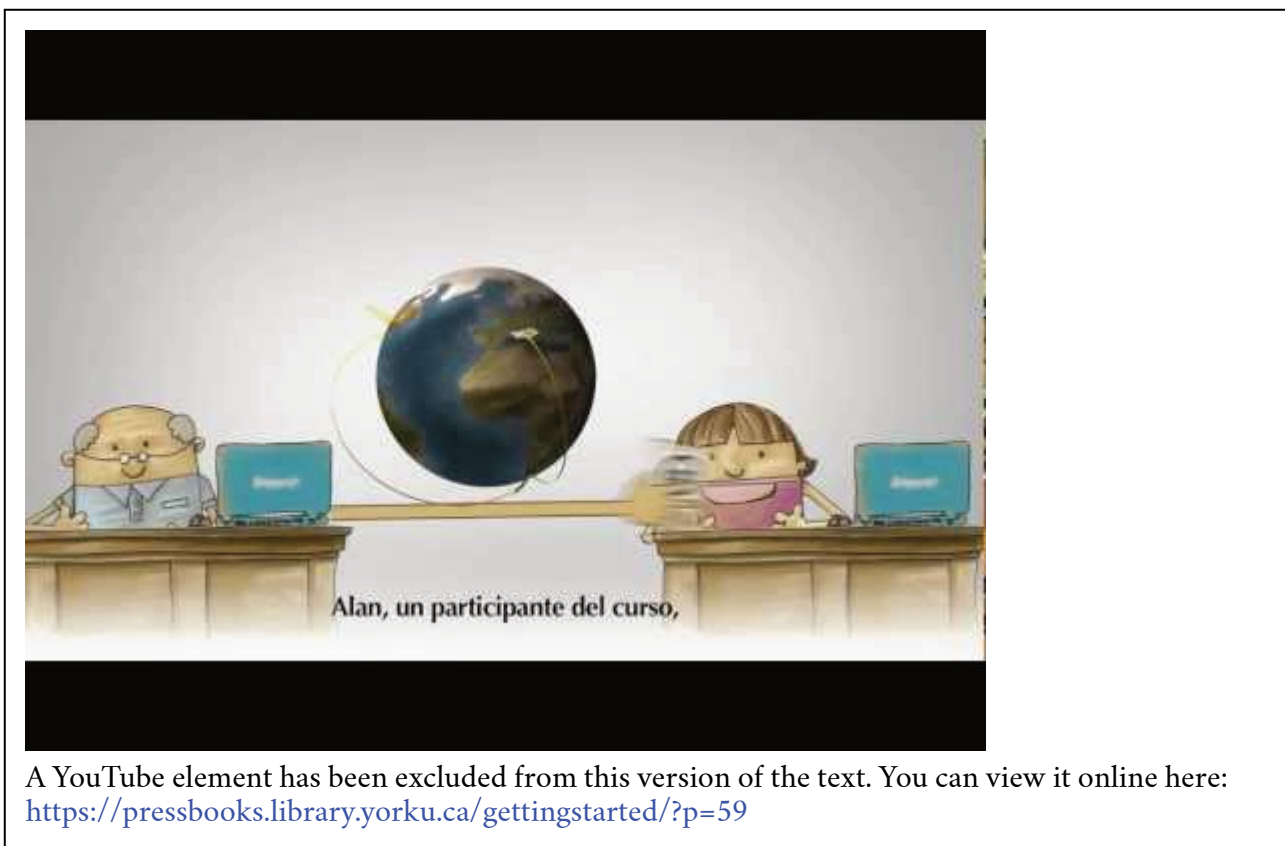 Alan, un participante del curso,
A YouTube element has been excluded from this version of the text. You can view it online here:
https://pressbooks.library.yorku.ca/gettingstarted/?p=59